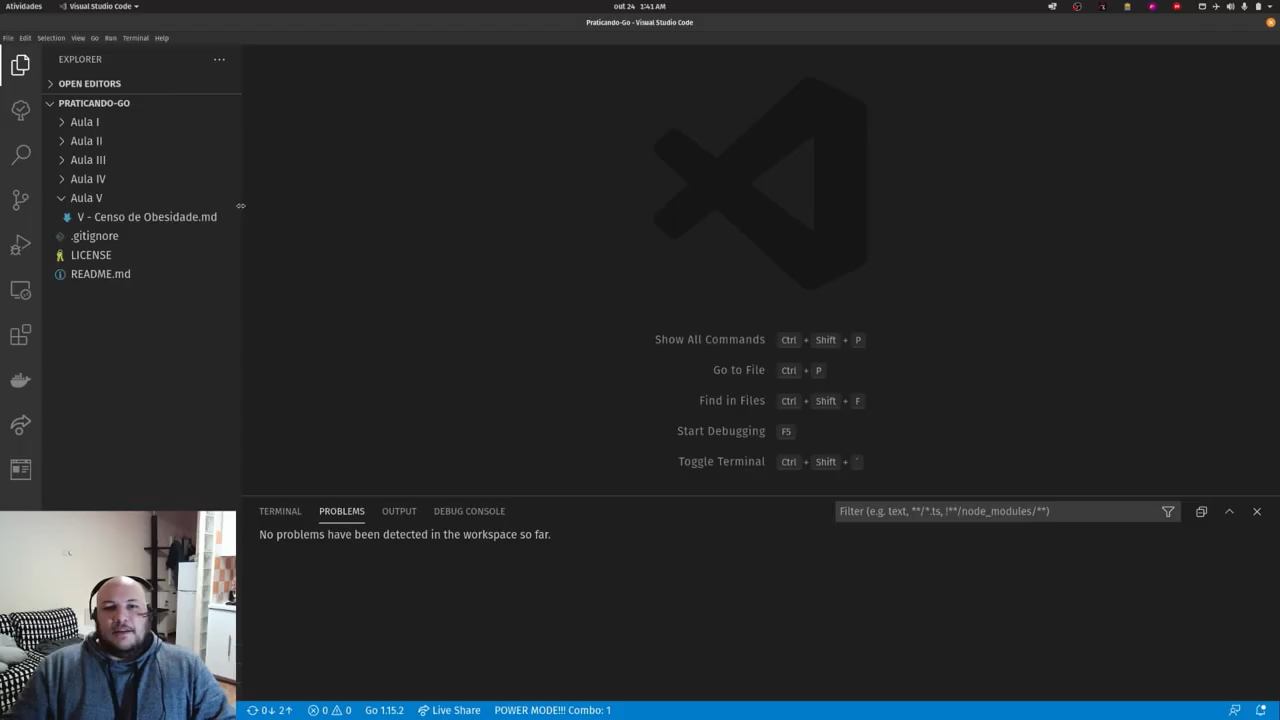 Atividades
Visual Studio Code
out 24 1:41 AM
Praticando-Go - Visual Studio Code
File Edit Selection View Go Run Terminal Help
EXPLORER
OPEN EDITORS
PRATICANDO-GO
Aula I
Aula II
Aula III
Aula IV
Aula V
V - Censo de Obesidade.md
.gitignore
LICENSE
README.md
Show All Commands Ctrl + Shift + P
Go to File Ctrl + P
Find in Files Ctrl + Shift + F
Start Debugging F5
Toggle Terminal Ctrl + Shift + ´
TERMINAL PROBLEMS OUTPUT DEBUG CONSOLE
Filter (e.g. text, **/*.ts, !**/node_modules/**)
No problems have been detected in the workspace so far.
0↓ 2↑ 0 0 Go 1.15.2 Live Share POWER MODE!!! Combo: 1